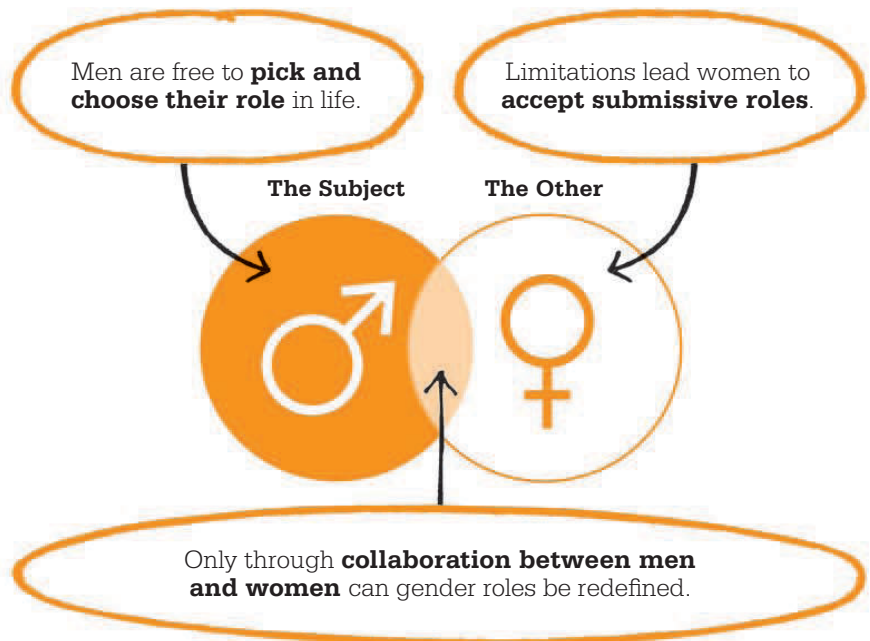 Men are free to pick and
choose their role in life.
Limitations lead women to
accept submissive roles.
The Subject
The Other
Only through collaboration between men
and women can gender roles be redefined.